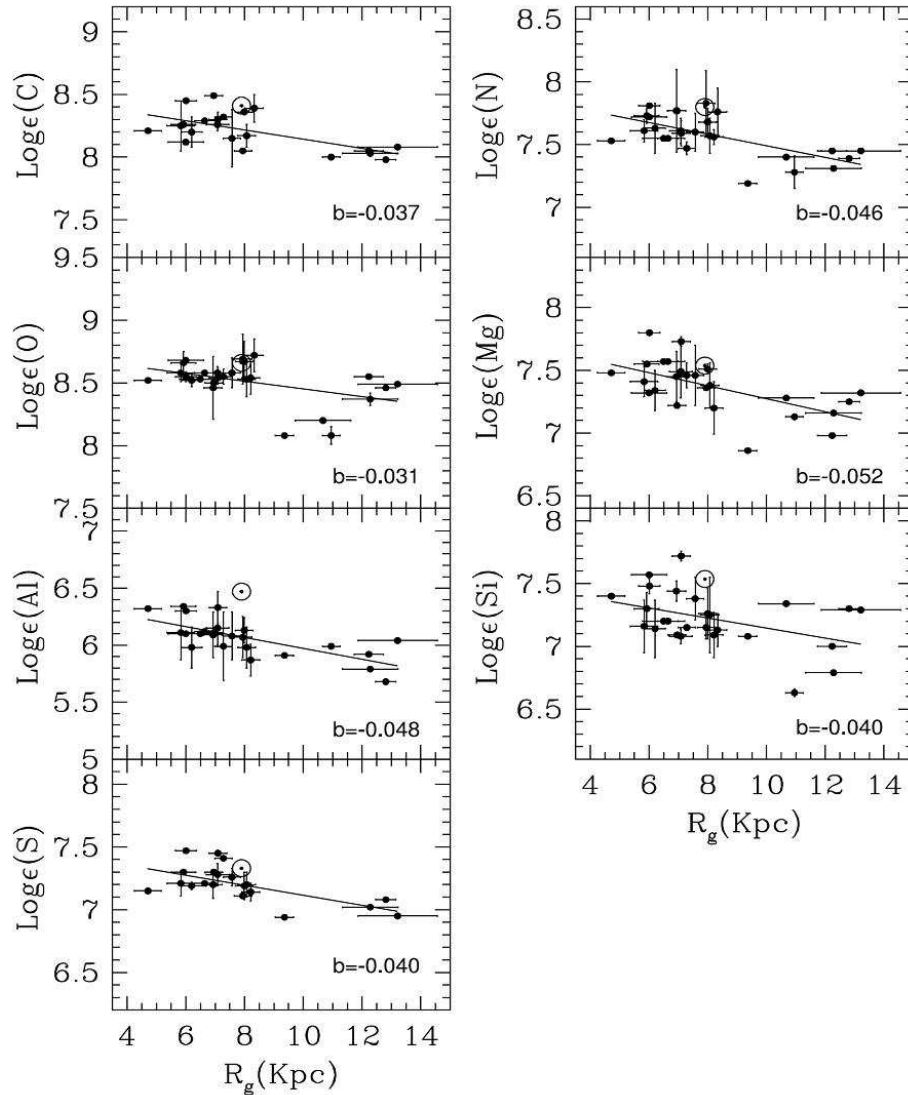 9
8.5
8
7.5
9.5
Logϵ(C)
b=-0.037
8.5
8
7.5
7
Logϵ(N)
b=-0.046
9
8.5
8
7.5
Logϵ(O)
b=-0.031
8
7.5
7
6.5
Logϵ(Mg)
b=-0.052
7
6.5
6
5.5
5
Logϵ(Al)
b=-0.048
8
7.5
7
6.5
Logϵ(Si)
b=-0.040
4 6 8 10 12 14
R_g(Kpc)
8
7.5
7
6.5
Logϵ(S)
b=-0.040
4 6 8 10 12 14
R_g(Kpc)